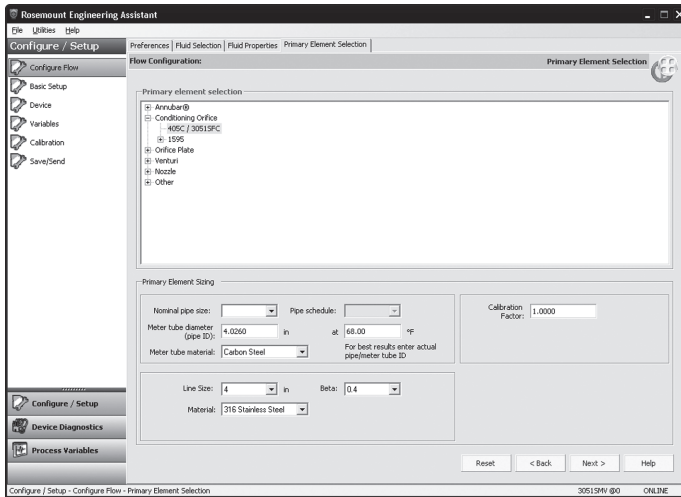 Rosemount Engineering Assistant
File Utilities Help
Configure / Setup
Preferences Fluid Selection Fluid Properties Primary Element Selection
Configure Flow
Flow Configuration: Primary Element Selection
Basic Setup
Device
Variables
Calibration
Save/Send
Primary element selection
Annubar®
Conditioning Orifice
405C / 3051SFC
1595
Orifice Plate
Venturi
Nozzle
Other
Primary Element Sizing
Nominal pipe size: Pipe schedule:
Meter tube diameter (pipe ID): 4.0260 in at 68.00 ºF
Meter tube material: Carbon Steel
For best results enter actual
pipe/meter tube ID
Calibration Factor: 1.0000
Line Size: 4 in Beta: 0.4
Material: 316 Stainless Steel
Configure / Setup
Device Diagnostics
Process Variables
Reset < Back Next > Help
Configure / Setup - Configure Flow - Primary Element Selection 3051SMV @0 ONLINE